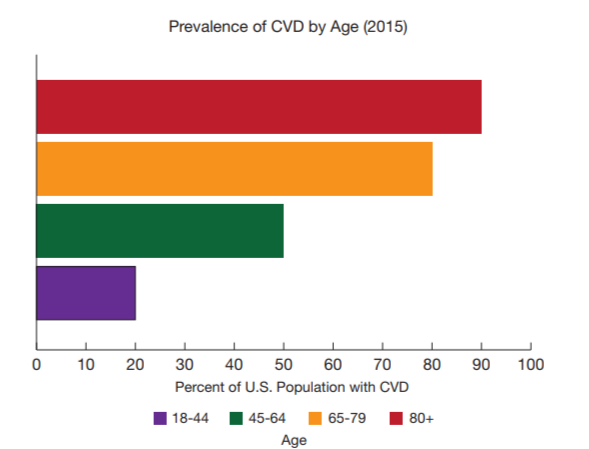 Prevalence of CVD by Age (2015)
0 10 20 30 40 50 60 70 80 90 100
Percent of U.S. Population with CVD
18-44 45-64 65-79 80+
Age